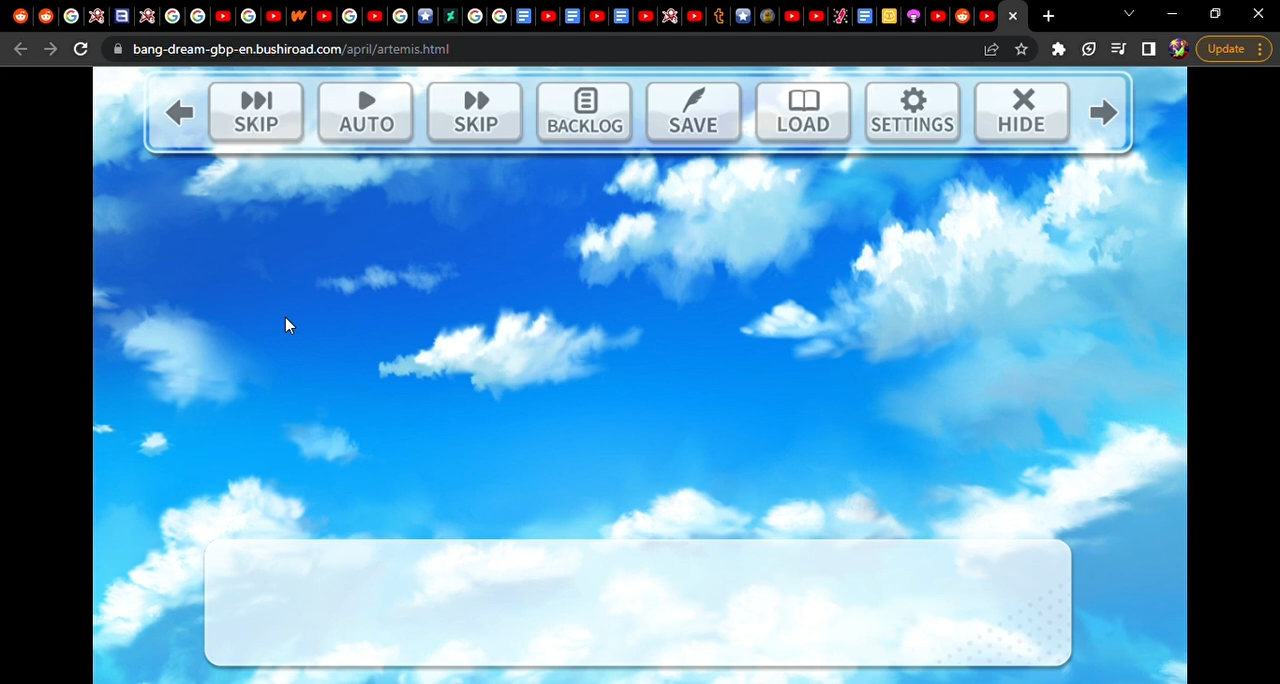 bang-dream-gbp-en.bushiroad.com/april/artemis.html
Update
SKIP
AUTO
SKIP
BACKLOG
SAVE
LOAD
SETTINGS
HIDE